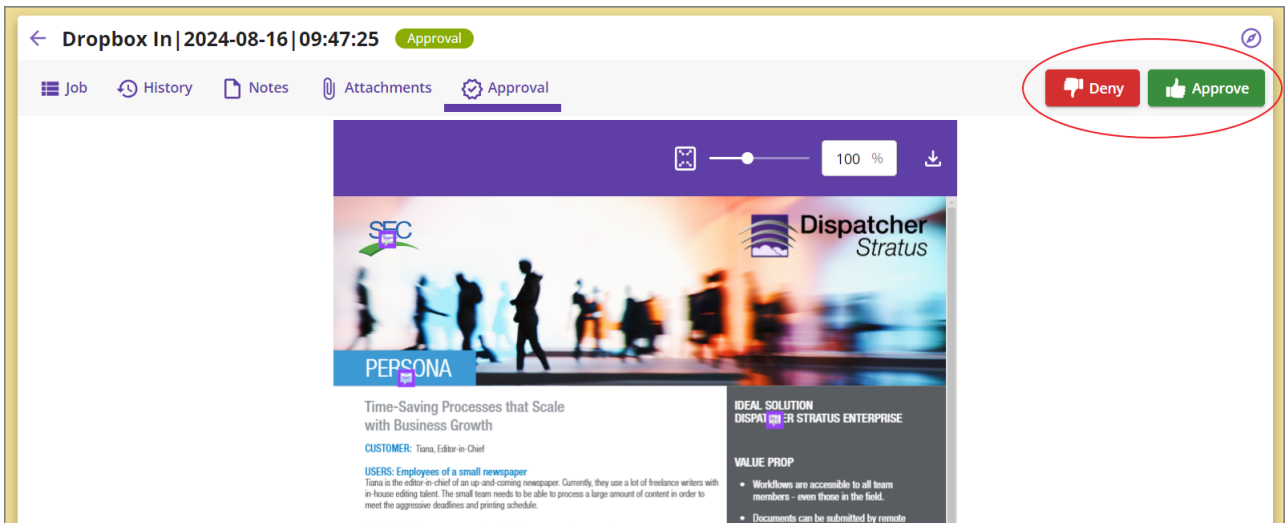 Dropbox In|2024-08-16|09:47:25 Approval
Job History Notes Attachments Approval Deny Approve
100 %
SEC
Dispatcher
Stratus
PERSONA
Time-Saving Processes that Scale
with Business Growth
CUSTOMER: Tiana, Editor-in-Chief
USERS: Employees of a small newspaper
Tiana is the editor-in-chief of an up-and-coming newspaper. Currently, they use a lot of freelance writers with
in-house editing talent. The small team needs to be able to process a large amount of content in order to
meet the aggressive deadlines and printing schedule.
IDEAL SOLUTION
DISPATCHER STRATUS ENTERPRISE
VALUE PROP
• Workflows are accessible to all team
members - even those in the field.
• Documents can be submitted by remote